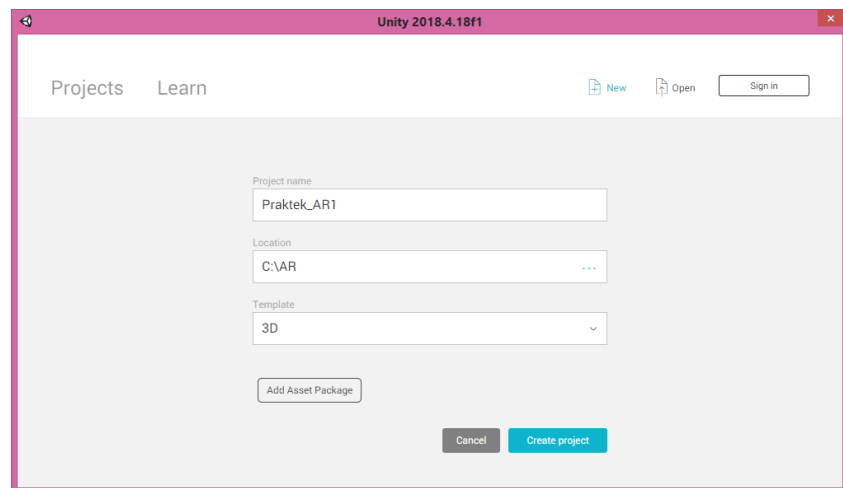 Unity 2018.4.18f1
Projects Learn New Open Sign in
Project name
Praktek_AR1
Location
C:\AR ...
Template
3D
Add Asset Package
Cancel Create project